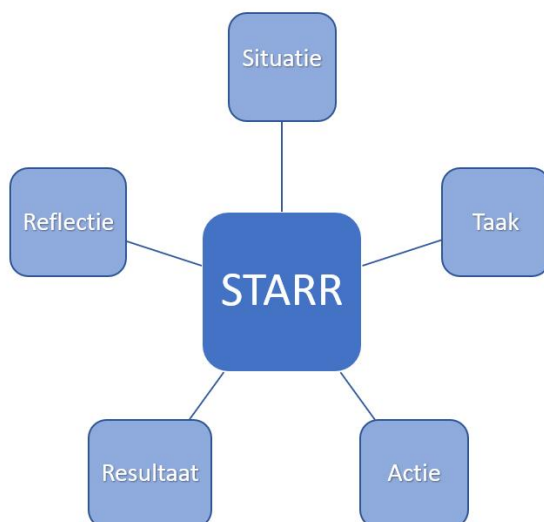 Situatie
Reflectie
Taak
STARR
Resultaat
Actie